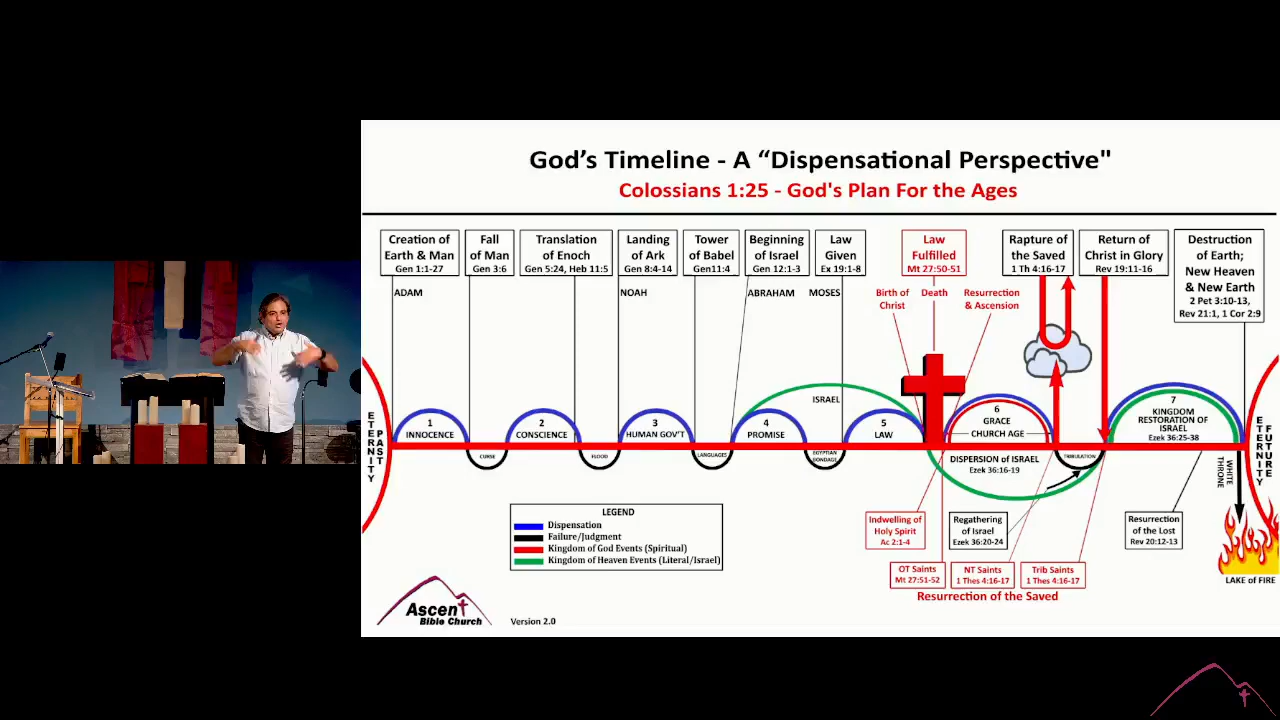 God's Timeline - A “Dispensational Perspective"
Colossians 1:25 - God's Plan For the Ages
Creation of
Earth & Man
Gen 1:1-27
Fall
of Man
Gen 3:6
Translation
of Enoch
Gen 5:24, Heb 11:5
Landing
of Ark
Gen 8:4-14
Tower
of Babel
Gen11:4
Beginning
of Israel
Gen 12:1-3
Law
Given
Ex 19:1-8
Law
Fulfilled
Mt 27:50-51
Rapture of
the Saved
1 Th 4:16-17
Return of
Christ in Glory
Rev 19:11-16
Destruction
of Earth;
New Heaven
& New Earth
2 Pet 3:10-13,
Rev 21:1, 1 Cor 2:9
ADAM
NOAH
ABRAHAM
MOSES
Birth of
Christ
Death
Resurrection
& Ascension
ISRAEL
ETERNITY
PAST
1
INNOCENCE
2
CONSCIENCE
3
HUMAN GOV'T
4
PROMISE
5
LAW
6
GRACE
CHURCH AGE
7
KINGDOM
RESTORATION OF
ISRAEL
Ezek 36:25-38
ETERNITY
FUTURE
CURSE
FLOOD
LANGUAGES
EGYPTIAN
BONDAGE
DISPERSION of ISRAEL
Ezek 36:16-19
TRIBULATION
WHITE
THRONE
LEGEND
Dispensation
Failure/Judgment
Kingdom of God Events (Spiritual)
Kingdom of Heaven Events (Literal/Israel)
Indwelling of
Holy Spirit
Ac 2:1-4
Regathering
of Israel
Ezek 36:20-24
Resurrection
of the Lost
Rev 20:12-13
OT Saints
Mt 27:51-52
NT Saints
1 Thes 4:16-17
Trib Saints
1 Thes 4:16-17
Resurrection of the Saved
LAKE of FIRE
Ascent
Bible Church
Version 2.0